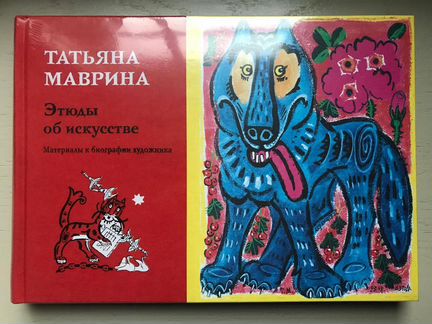 ТАТЬЯНА
МАВРИНА
Этюды
об искусстве
Материалы к биографии художника